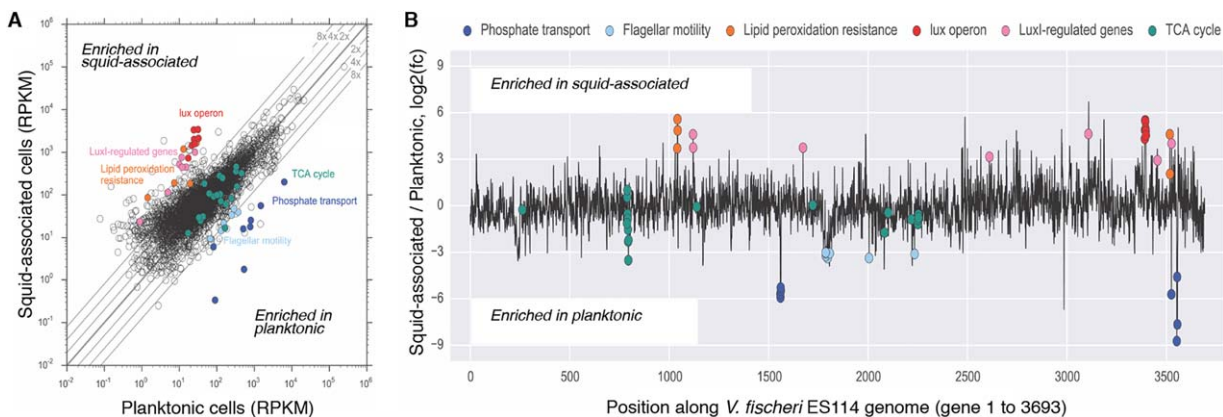 A
Enriched in
squid-associated
8x 4x 2x
2x
4x
8x
lux operon
LuxI-regulated genes
Lipid peroxidation
resistance
TCA cycle
Phosphate transport
Flagellar motility
Enriched in
planktonic
Squid-associated cells (RPKM)
10^6
10^5
10^4
10^3
10^2
10^1
10^0
10^-1
10^-2
10^-2 10^-1 10^0 10^1 10^2 10^3 10^4 10^5 10^6
Planktonic cells (RPKM)
B
Phosphate transport Flagellar motility Lipid peroxidation resistance lux operon LuxI-regulated genes TCA cycle
Squid-associated / Planktonic, log2(fc)
9
6
3
0
-3
-6
-9
Enriched in squid-associated
Enriched in planktonic
0 500 1000 1500 2000 2500 3000 3500
Position along V. fischeri ES114 genome (gene 1 to 3693)